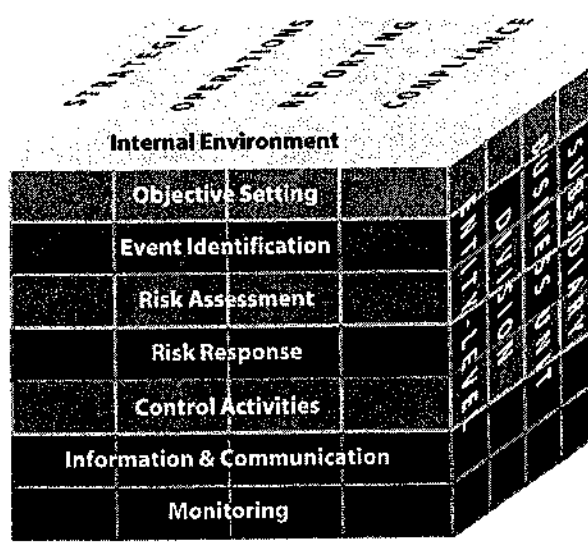 STRATEGIC
OPERATIONS
REPORTING
COMPLIANCE
Internal Environment
Objective Setting
Event Identification
Risk Assessment
Risk Response
Control Activities
Information & Communication
Monitoring
ENTITY-LEVEL
DIVISION
BUSINESS UNIT
SUBSIDIARY